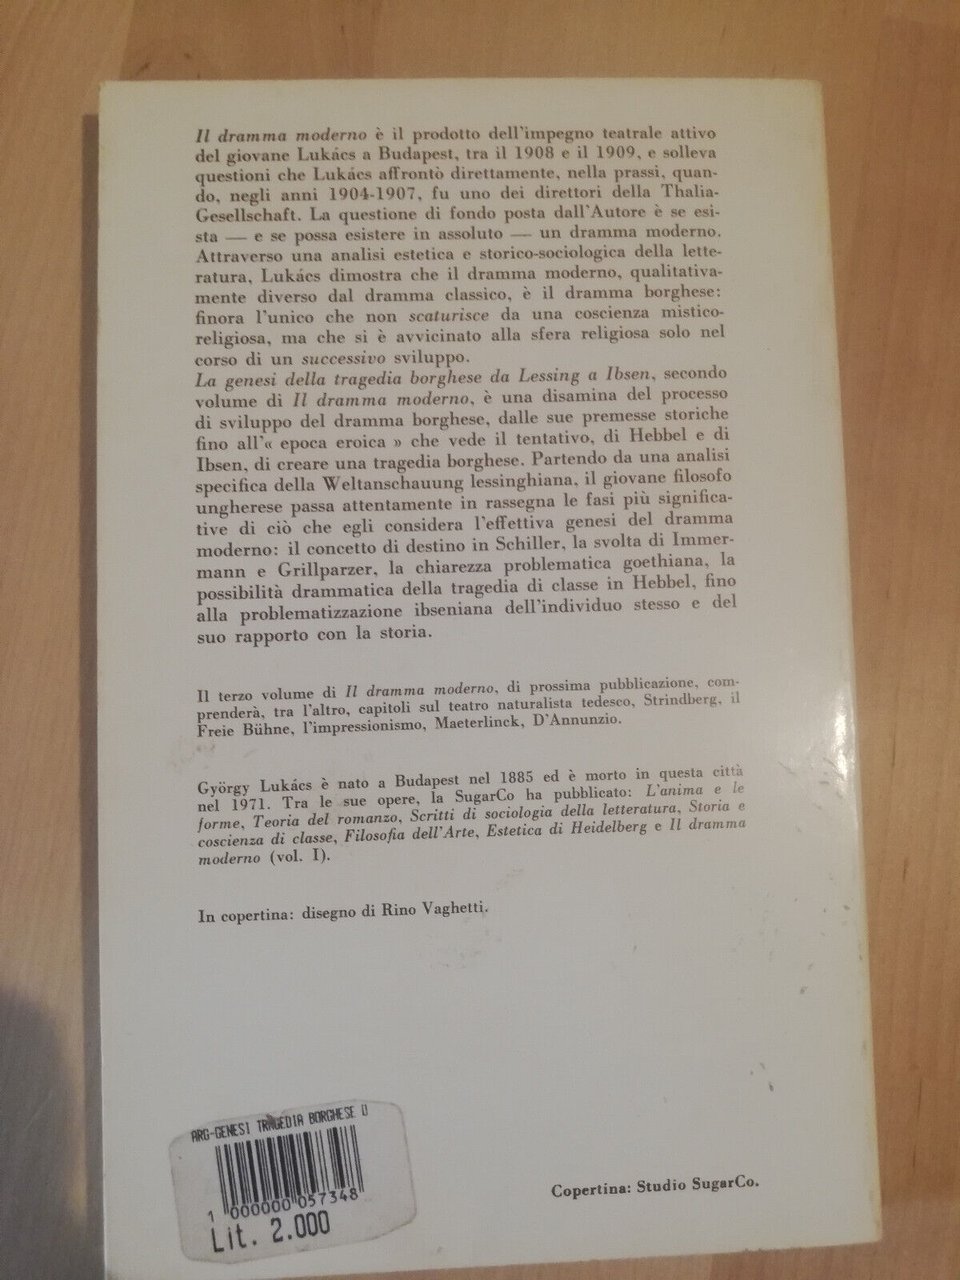 Il dramma moderno è il prodotto dell'impegno teatrale attivo
del giovane Lukács a Budapest, tra il 1908 e il 1909, e solleva
questioni che Lukács affrontò direttamente, nella prassi, quan-
do, negli anni 1904-1907, fu uno dei direttori della Thalia-
Gesellschaft. La questione di fondo posta dall'Autore è se esi-
sta — e se possa esistere in assoluto — un dramma moderno.
Attraverso una analisi estetica e storico-sociologica della lette-
ratura, Lukács dimostra che il dramma moderno, qualitativa-
mente diverso dal dramma classico, è il dramma borghese:
finora l'unico che non scaturisce da una coscienza mistico-
religiosa, ma che si è avvicinato alla sfera religiosa solo nel
corso di un successivo sviluppo.
La genesi della tragedia borghese da Lessing a Ibsen, secondo
volume di Il dramma moderno, è una disamina del processo
di sviluppo del dramma borghese, dalle sue premesse storiche
fino all'« epoca eroica » che vede il tentativo, di Hebbel e di
Ibsen, di creare una tragedia borghese. Partendo da una analisi
specifica della Weltanschauung lessinghiana, il giovane filosofo
ungherese passa attentamente in rassegna le fasi più significa-
tive di ciò che egli considera l'effettiva genesi del dramma
moderno: il concetto di destino in Schiller, la svolta di Immer-
mann e Grillparzer, la chiarezza problematica goethiana, la
possibilità drammatica della tragedia di classe in Hebbel, fino
alla problematizzazione ibseniana dell'individuo stesso e del
suo rapporto con la storia.
Il terzo volume di Il dramma moderno, di prossima pubblicazione, com-
prenderà, tra l'altro, capitoli sul teatro naturalista tedesco, Strindberg, il
Freie Bühne, l'impressionismo, Maeterlinck, D'Annunzio.
György Lukács è nato a Budapest nel 1885 ed è morto in questa città
nel 1971. Tra le sue opere, la SugarCo ha pubblicato: L'anima e le
forme, Teoria del romanzo, Scritti di sociologia della letteratura, Storia e
coscienza di classe, Filosofia dell'Arte, Estetica di Heidelberg e Il dramma
moderno (vol. I).
In copertina: disegno di Rino Vaghetti.
ARG-GENESI TRAGEDIA BORGHESE D
1 000000 057348
Lit. 2.000
Copertina: Studio SugarCo.